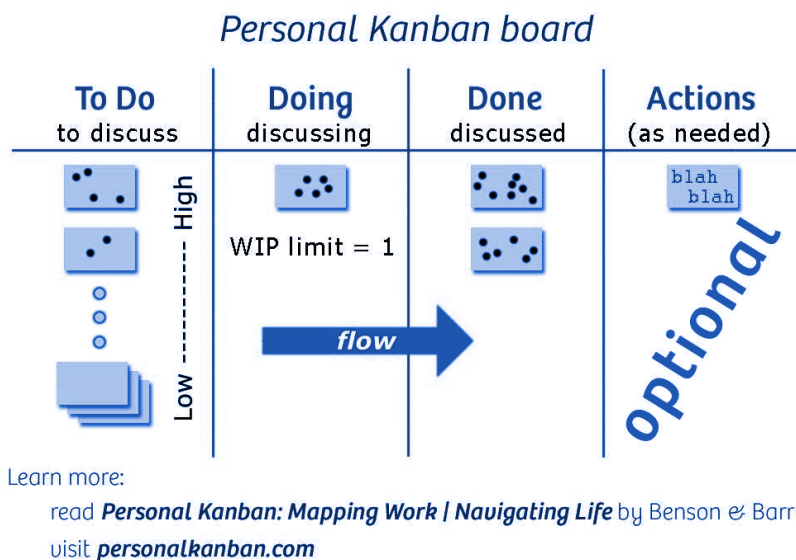 Personal Kanban board
To Do
to discuss
Doing
discussing
Done
discussed
Actions
(as needed)
High
Low
WIP limit = 1
flow
blah
blah
optional
Learn more:
read Personal Kanban: Mapping Work | Navigating Life by Benson & Barr
visit personalkanban.com